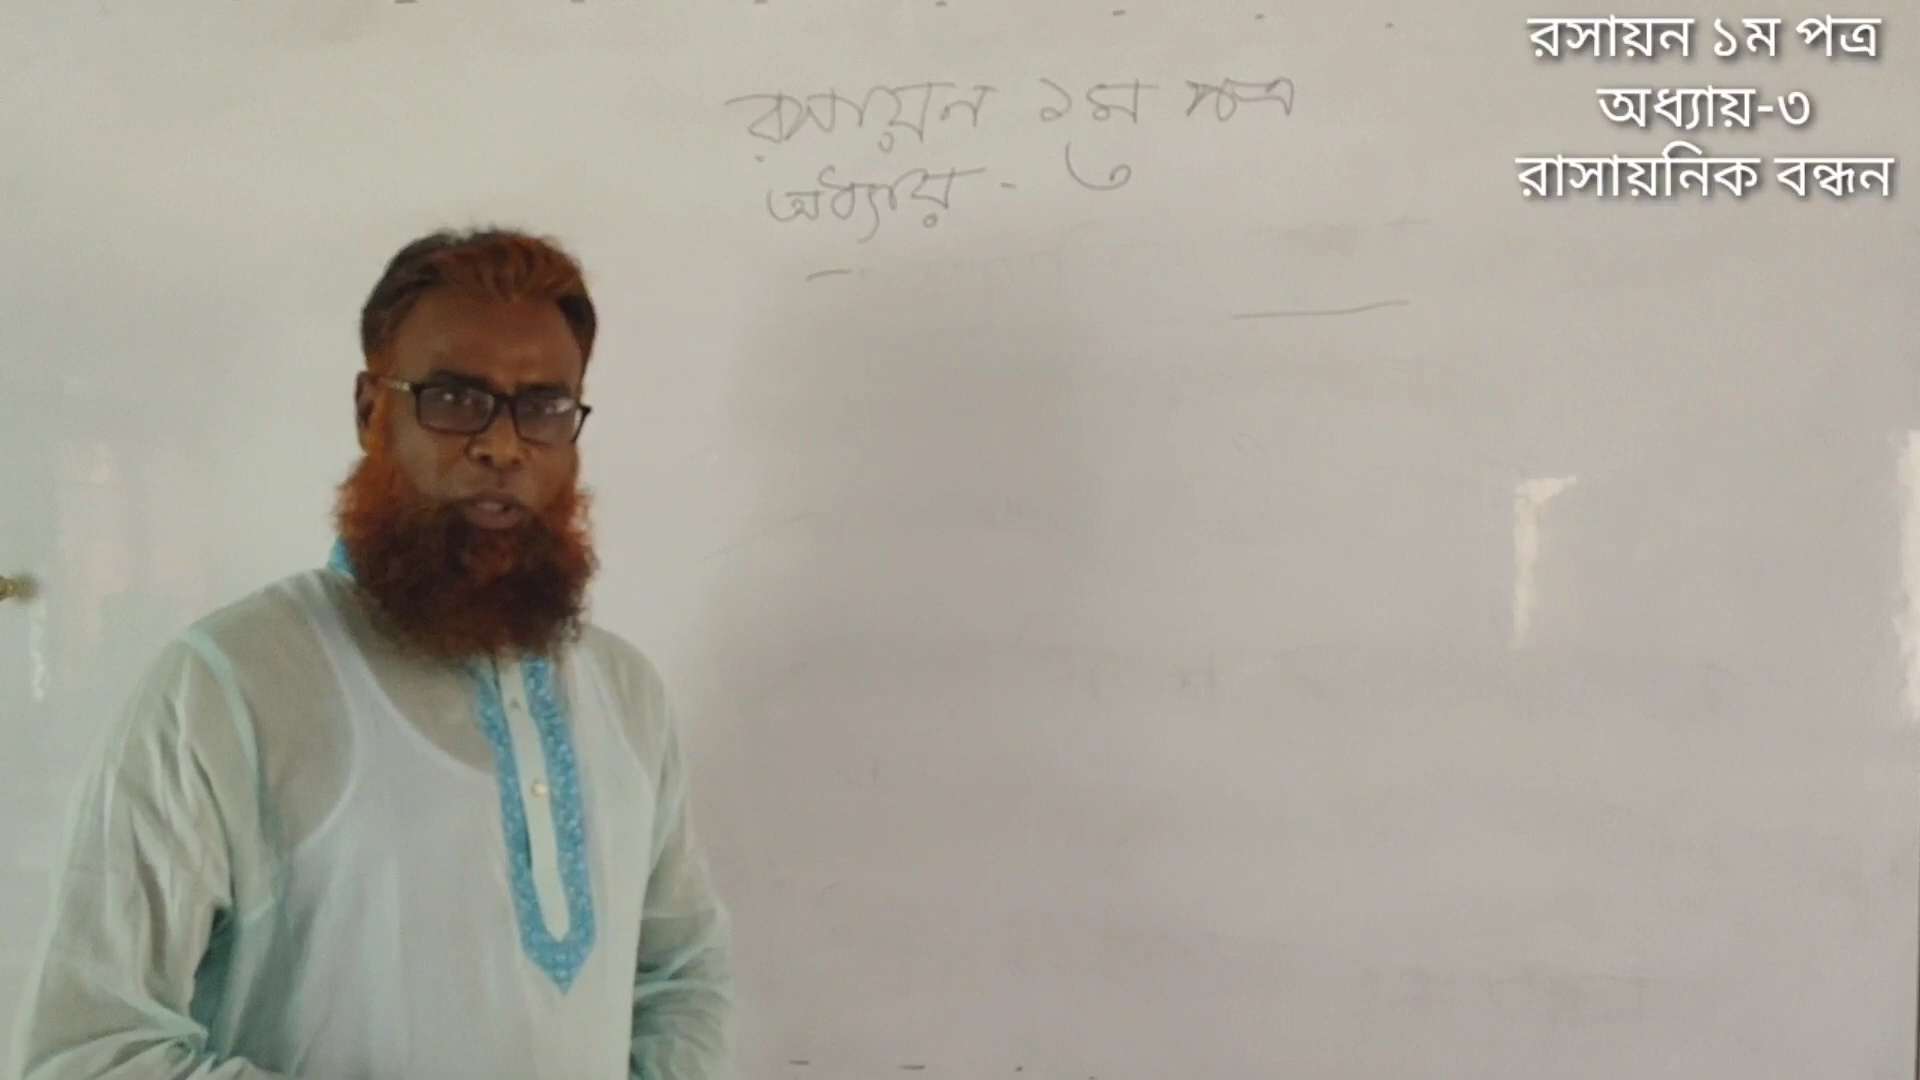 রসায়ন ১ম পত্র
অধ্যায় - ৩
রসায়ন ১ম পত্র
অধ্যায়-৩
রাসায়নিক বন্ধন